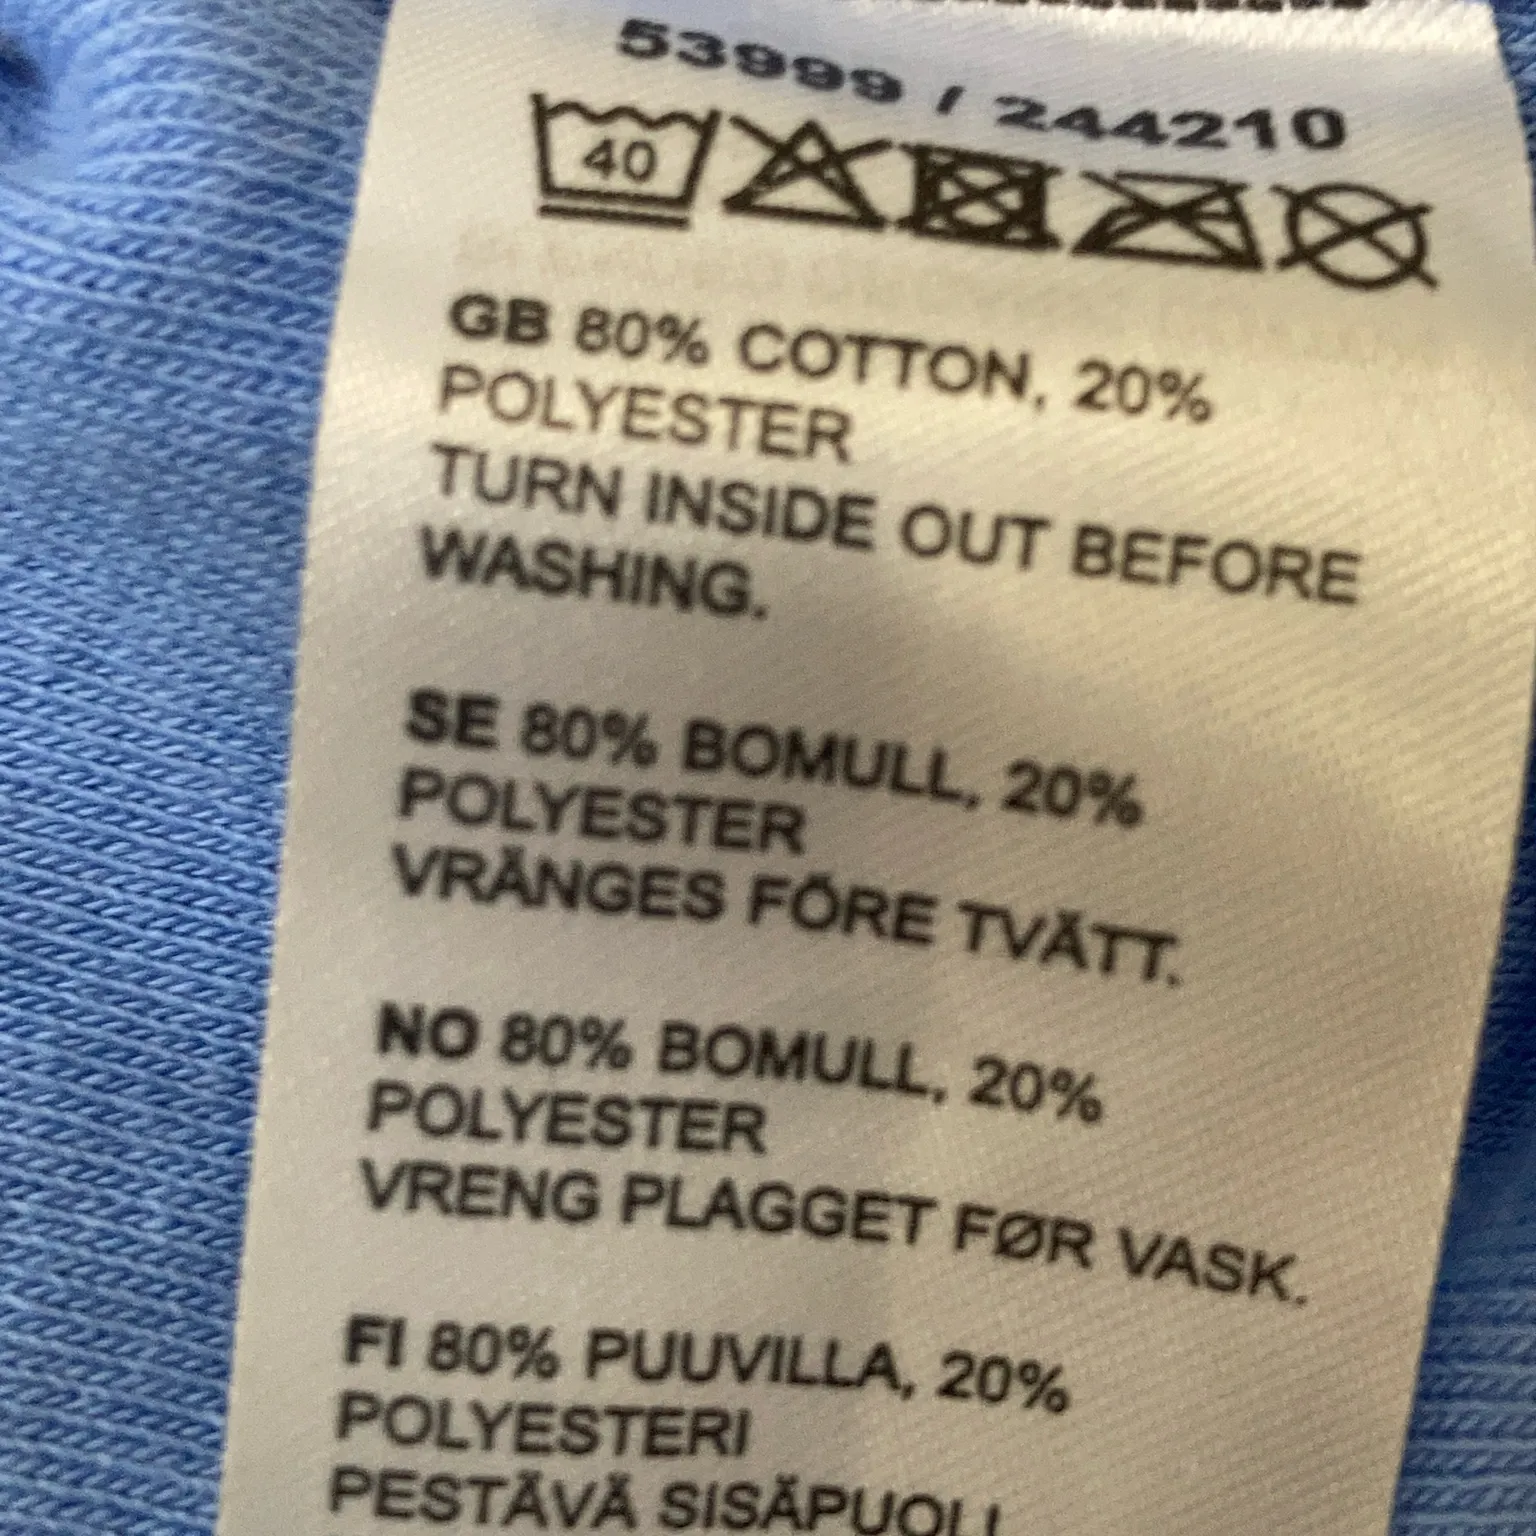 53999 / 244210
40
GB 80% COTTON, 20%
POLYESTER
TURN INSIDE OUT BEFORE
WASHING.
SE 80% BOMULL, 20%
POLYESTER
VRÄNGES FÖRE TVÄTT.
NO 80% BOMULL, 20%
POLYESTER
VRENG PLAGGET FØR VASK.
FI 80% PUUVILLA, 20%
POLYESTERI
PESTÄVÄ SISÄPUOLI